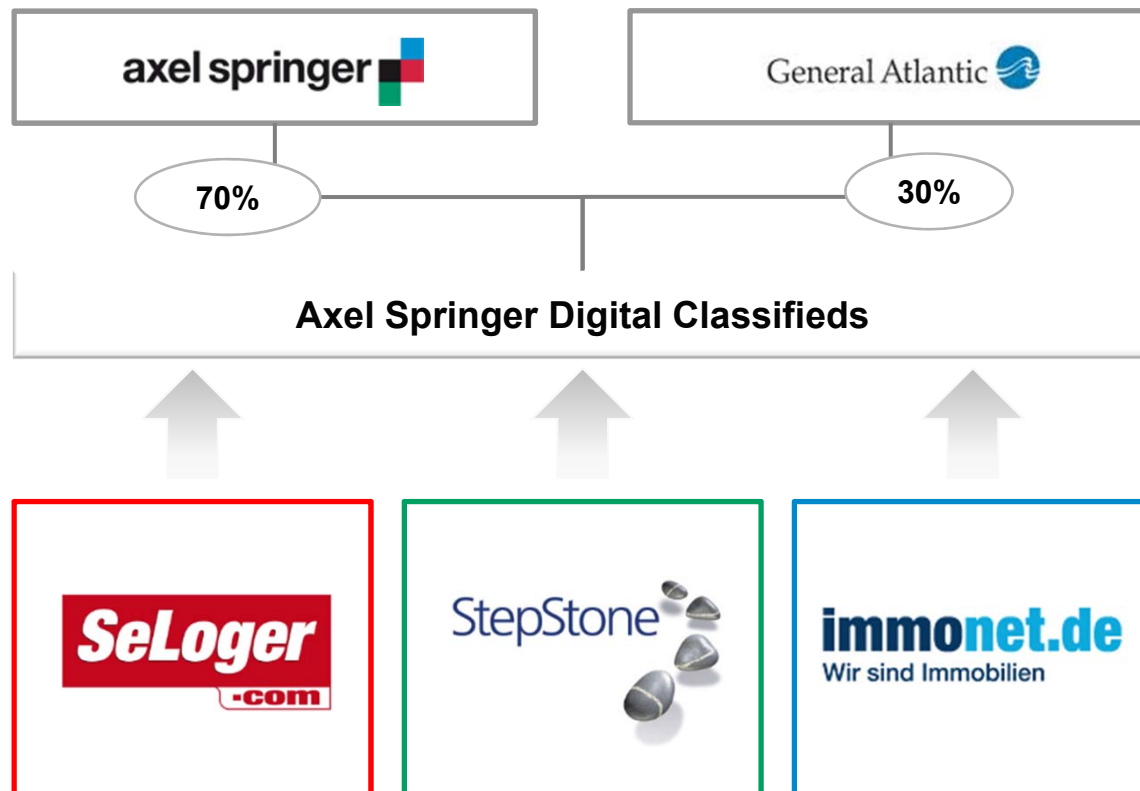 axel springer
General Atlantic
70%
30%
Axel Springer Digital Classifieds
SeLoger
.com
StepStone
immonet.de
Wir sind Immobilien